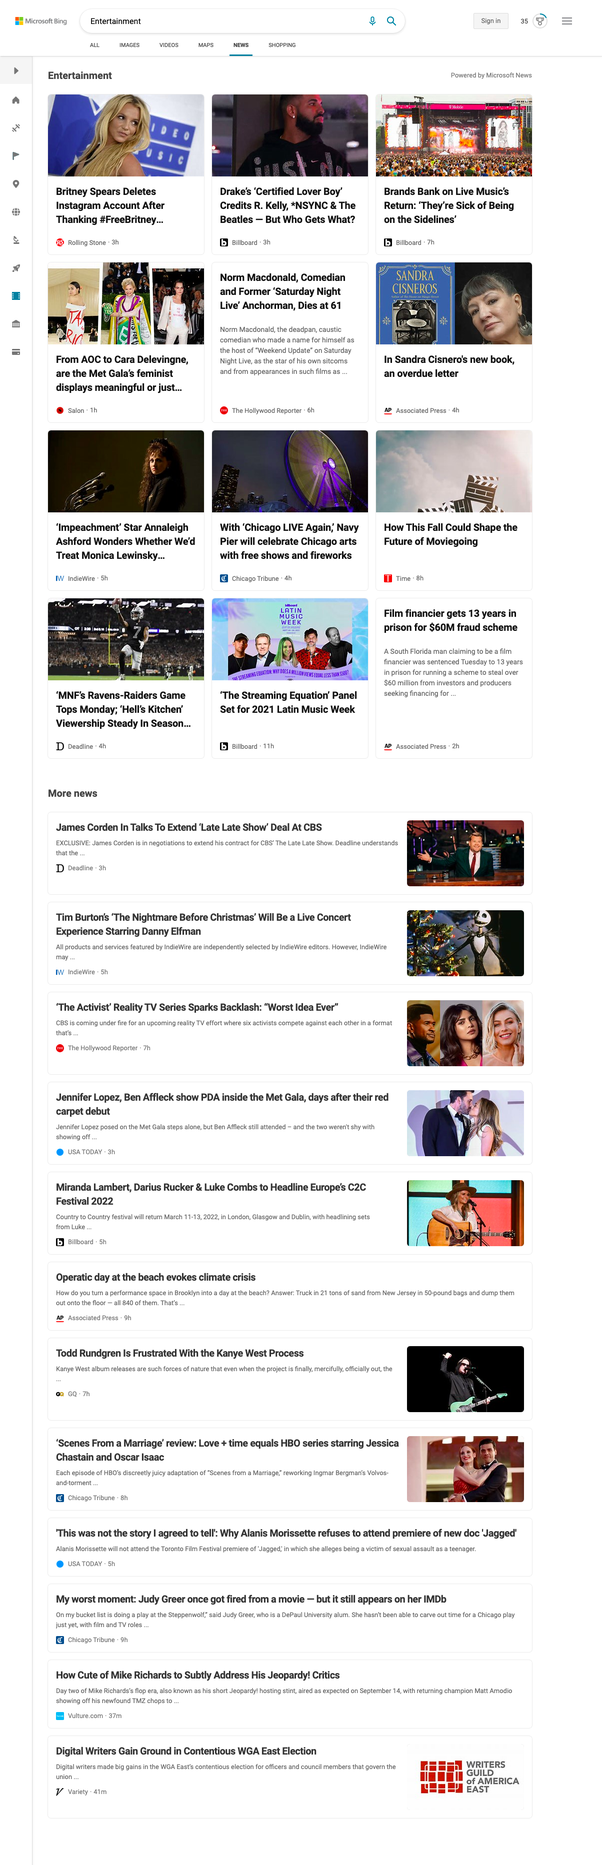 Microsoft Bing
Entertainment
Sign in
35
ALL IMAGES VIDEOS MAPS NEWS SHOPPING
Entertainment
Powered by Microsoft News
VIDEO
MUSIC
Britney Spears Deletes
Instagram Account After
Thanking #FreeBritney...
Rolling Stone · 3h
Drake's 'Certified Lover Boy'
Credits R. Kelly, *NSYNC & The
Beatles — But Who Gets What?
Billboard · 3h
Brands Bank on Live Music's
Return: 'They're Sick of Being
on the Sidelines'
Billboard · 7h
From AOC to Cara Delevingne,
are the Met Gala's feminist
displays meaningful or just...
Salon · 1h
Norm Macdonald, Comedian
and Former 'Saturday Night
Live' Anchorman, Dies at 61
Norm Macdonald, the deadpan, caustic
comedian who made a name for himself as
the host of "Weekend Update" on Saturday
Night Live, as the star of his own sitcoms
and from appearances in such films as ...
The Hollywood Reporter · 6h
SANDRA
CISNEROS
In Sandra Cisneros's new book,
an overdue letter
AP Associated Press · 4h
'Impeachment' Star Annaleigh
Ashford Wonders Whether We'd
Treat Monica Lewinsky...
IW IndieWire · 5h
With 'Chicago LIVE Again,' Navy
Pier will celebrate Chicago arts
with free shows and fireworks
Chicago Tribune · 4h
How This Fall Could Shape the
Future of Moviegoing
Time · 8h
'MNF's Ravens-Raiders Game
Tops Monday; 'Hell's Kitchen'
Viewership Steady In Season...
Deadline · 4h
LATIN
MUSIC
WEEK
'The Streaming Equation' Panel
Set for 2021 Latin Music Week
Billboard · 11h
Film financier gets 13 years in
prison for $60M fraud scheme
A South Florida man claiming to be a film
financier was sentenced Tuesday to 13 years
in prison for running a scheme to steal over
$60 million from investors and producers
seeking financing for ...
AP Associated Press · 2h
More news
James Corden In Talks To Extend 'Late Late Show' Deal At CBS
EXCLUSIVE: James Corden is in negotiations to extend his contract for CBS' The Late Late Show. Deadline understands
that the ...
Deadline · 3h
Tim Burton's 'The Nightmare Before Christmas' Will Be a Live Concert
Experience Starring Danny Elfman
All products and services featured by IndieWire are independently selected by IndieWire editors. However, IndieWire
may ...
IW IndieWire · 5h
'The Activist' Reality TV Series Sparks Backlash: "Worst Idea Ever"
CBS is coming under fire for an upcoming reality TV effort where six activists compete against each other in a format
that's ...
The Hollywood Reporter · 7h
Jennifer Lopez, Ben Affleck show PDA inside the Met Gala, days after their red
carpet debut
Jennifer Lopez posed on the Met Gala steps alone, but Ben Affleck still attended – and the two weren't shy with
showing off ...
USA TODAY · 3h
Miranda Lambert, Darius Rucker & Luke Combs to Headline Europe's C2C
Festival 2022
Country to Country festival will return March 11-13, 2022, in London, Glasgow and Dublin, with headlining sets
from Luke ...
Billboard · 5h
Operatic day at the beach evokes climate crisis
How do you turn a performance space in Brooklyn into a day at the beach? Answer: Truck in 21 tons of sand from New Jersey in 50-pound bags and dump them
out onto the floor — all 840 of them. That's ...
AP Associated Press · 9h
Todd Rundgren Is Frustrated With the Kanye West Process
Kanye West album releases are such forces of nature that even when the project is finally, mercifully, officially out, the
...
GQ · 7h
'Scenes From a Marriage' review: Love + time equals HBO series starring Jessica
Chastain and Oscar Isaac
Each episode of HBO's discreetly juicy adaptation of "Scenes from a Marriage," reworking Ingmar Bergman's Volvos-
and-torment ...
Chicago Tribune · 8h
'This was not the story I agreed to tell': Why Alanis Morissette refuses to attend premiere of new doc 'Jagged'
Alanis Morissette will not attend the Toronto Film Festival premiere of 'Jagged,' in which she alleges being a victim of sexual assault as a teenager.
USA TODAY · 5h
My worst moment: Judy Greer once got fired from a movie — but it still appears on her IMDb
On my bucket list is doing a play at the Steppenwolf," said Judy Greer, who is a DePaul University alum. She hasn't been able to carve out time for a Chicago play
just yet, with film and TV roles ...
Chicago Tribune · 9h
How Cute of Mike Richards to Subtly Address His Jeopardy! Critics
Day two of Mike Richards's flop era, also known as his short Jeopardy! hosting stint, aired as expected on September 14, with returning champion Matt Amodio
showing off his newfound TMZ chops to ...
Vulture.com · 37m
Digital Writers Gain Ground in Contentious WGA East Election
Digital writers made big gains in the WGA East's contentious election for officers and council members that govern the
union ...
Variety · 41m
WRITERS
GUILD
of AMERICA
EAST